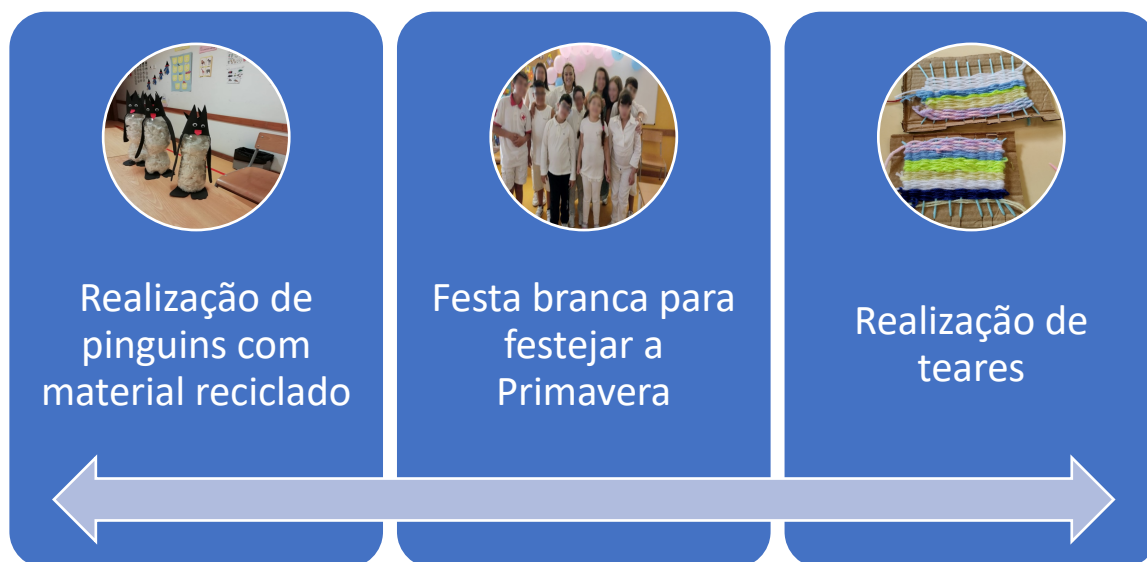 Realização de
pinguins com
material reciclado
Festa branca para
festejar a
Primavera
Realização de
teares